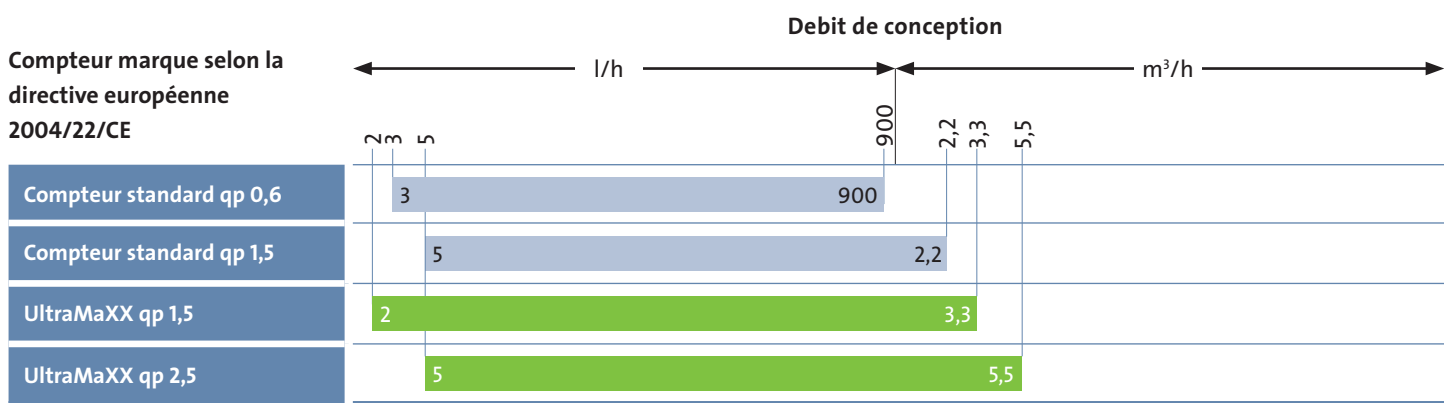 Debit de conception
Compteur marque selon la
directive européenne
2004/22/CE
l/h
m³/h
2
3
5
900
2,2
3,3
5,5
Compteur standard qp 0,6
3
900
Compteur standard qp 1,5
5
2,2
UltraMaXX qp 1,5
2
3,3
UltraMaXX qp 2,5
5
5,5